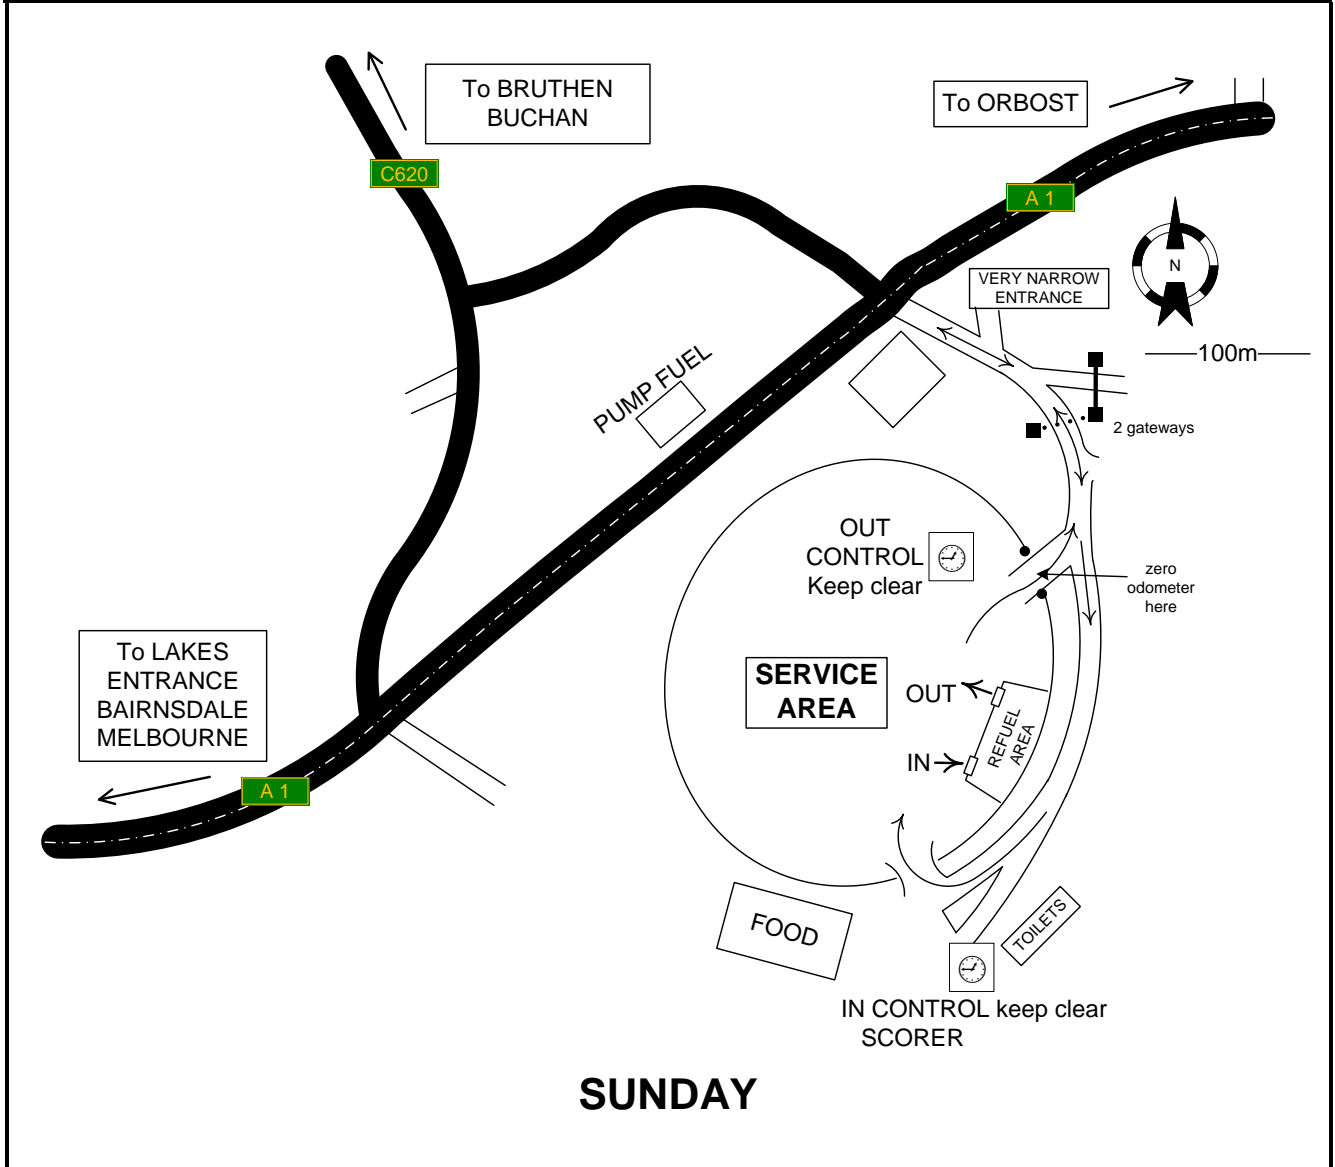 To BRUTHEN
BUCHAN
To ORBOST
C620
A 1
VERY NARROW
ENTRANCE
N
100m
PUMP FUEL
2 gateways
OUT
CONTROL
Keep clear
zero
odometer
here
To LAKES
ENTRANCE
BAIRNSDALE
MELBOURNE
SERVICE
AREA
OUT
REFUEL
AREA
IN
A 1
FOOD
TOILETS
IN CONTROL keep clear
SCORER
SUNDAY